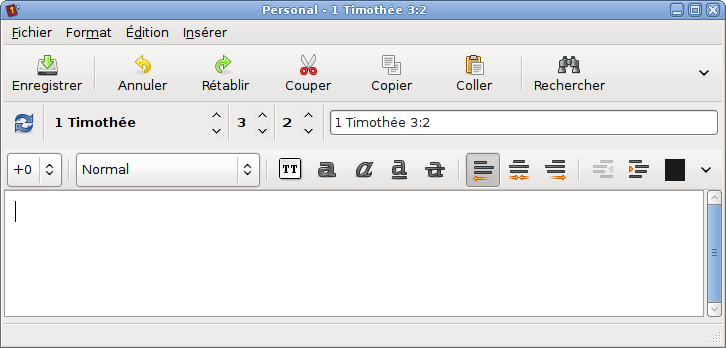 Personal - 1 Timothée 3:2
Fichier Format Édition Insérer
Enregistrer Annuler Rétablir Couper Copier Coller Rechercher
1 Timothée 3 2 1 Timothée 3:2
+0 Normal TT a a a a